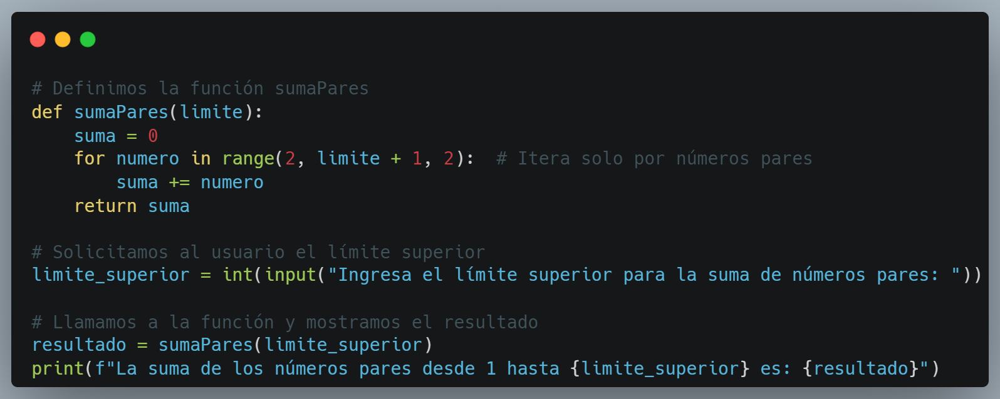 # Definimos la función sumaPares
def sumaPares(limite):
    suma = 0
    for numero in range(2, limite + 1, 2):  # Itera solo por números pares
        suma += numero
    return suma

# Solicitamos al usuario el límite superior
limite_superior = int(input("Ingresa el límite superior para la suma de números pares: "))

# Llamamos a la función y mostramos el resultado
resultado = sumaPares(limite_superior)
print(f"La suma de los números pares desde 1 hasta {limite_superior} es: {resultado}")